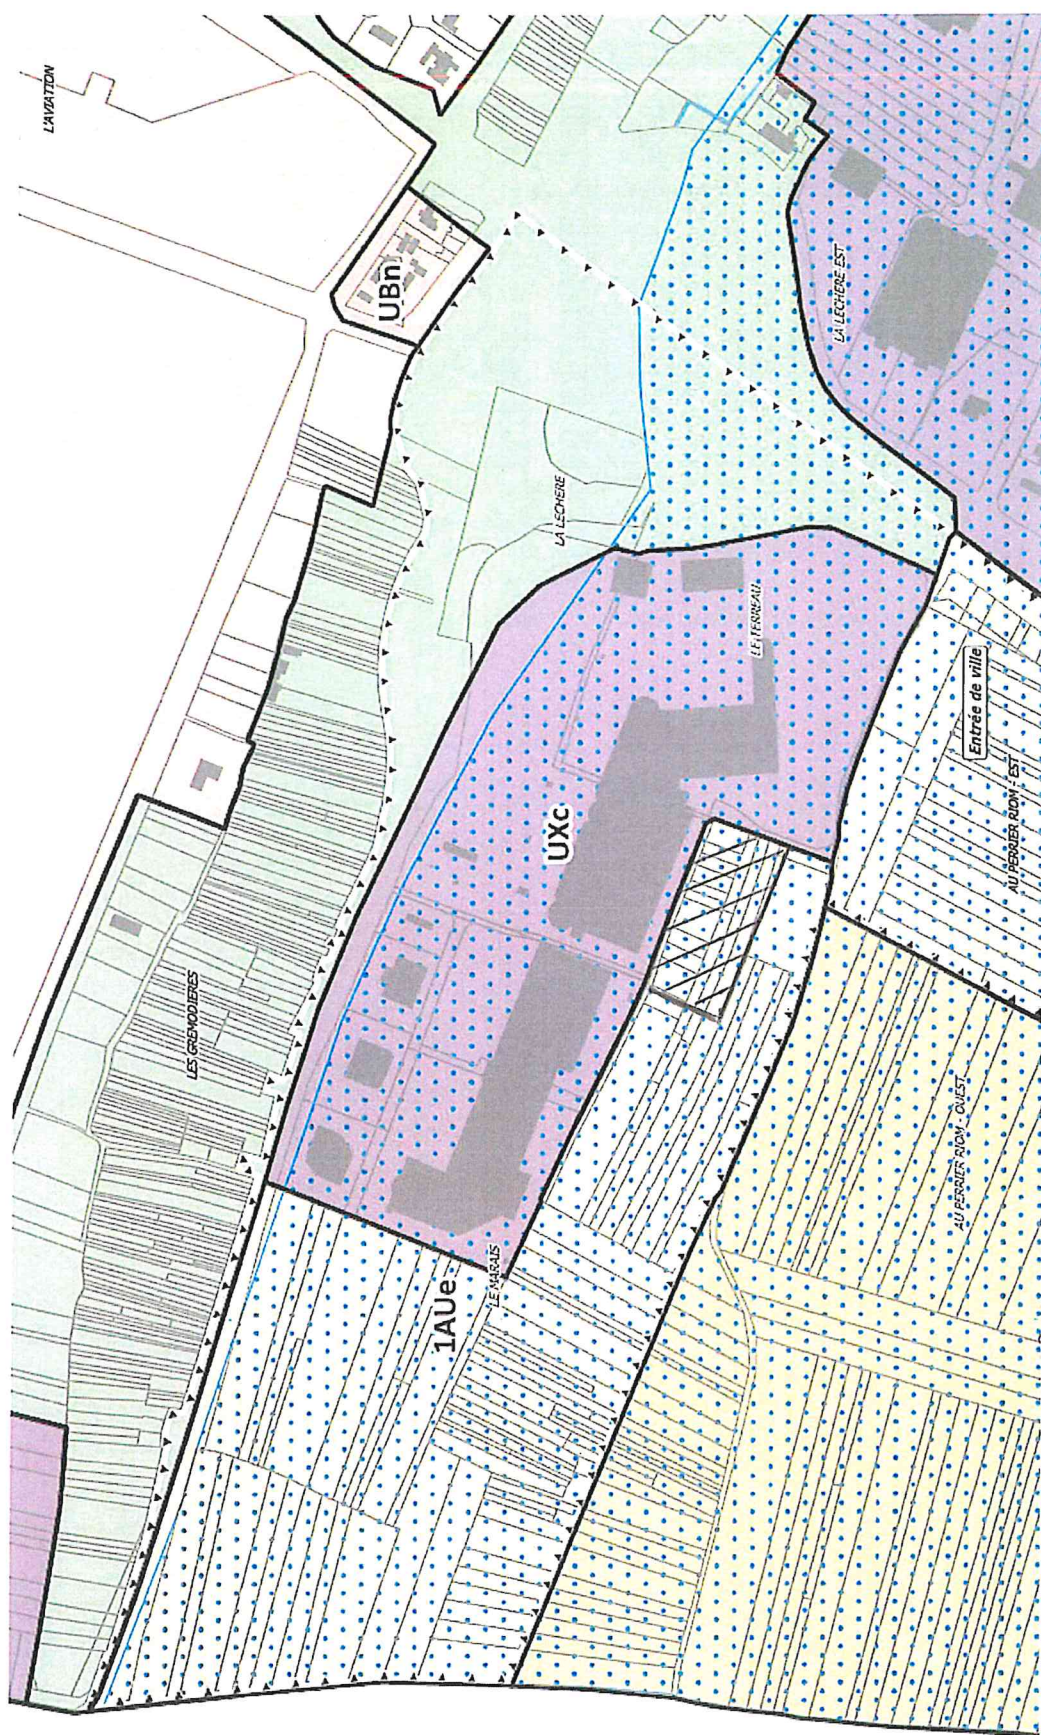 L'AVIATION
UBn
LA LECHERE EST
LA LECHERE
LE TERREAU
Entrée de ville
AU PERRIER RIOM - EST
UXc
LES GREMODIERES
AU PERRIER RIOM - OUEST
1AUe
LE MARAIS